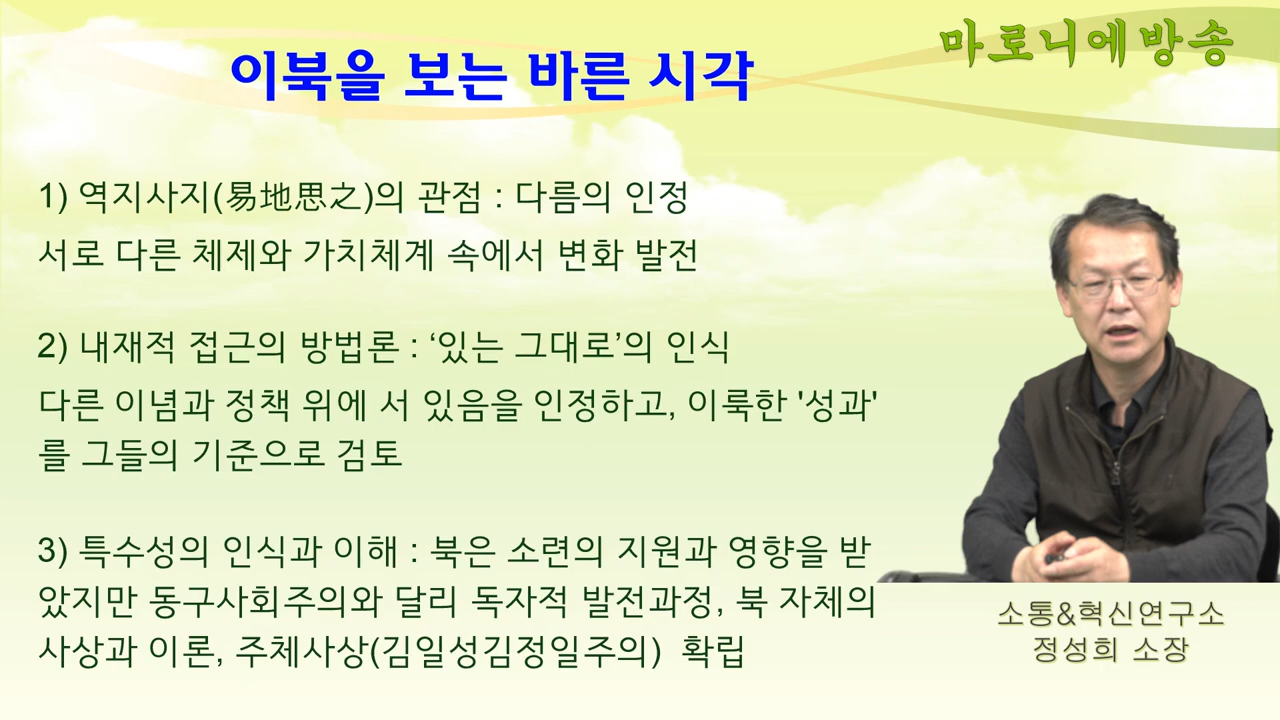 마로니에방송
이북을 보는 바른 시각
1) 역지사지(易地思之)의 관점 : 다름의 인정
서로 다른 체제와 가치체계 속에서 변화 발전
2) 내재적 접근의 방법론 : ‘있는 그대로’의 인식
다른 이념과 정책 위에 서 있음을 인정하고, 이룩한 '성과'
를 그들의 기준으로 검토
3) 특수성의 인식과 이해 : 북은 소련의 지원과 영향을 받
았지만 동구사회주의와 달리 독자적 발전과정, 북 자체의
사상과 이론, 주체사상(김일성김정일주의)  확립
소통&혁신연구소
정성희 소장